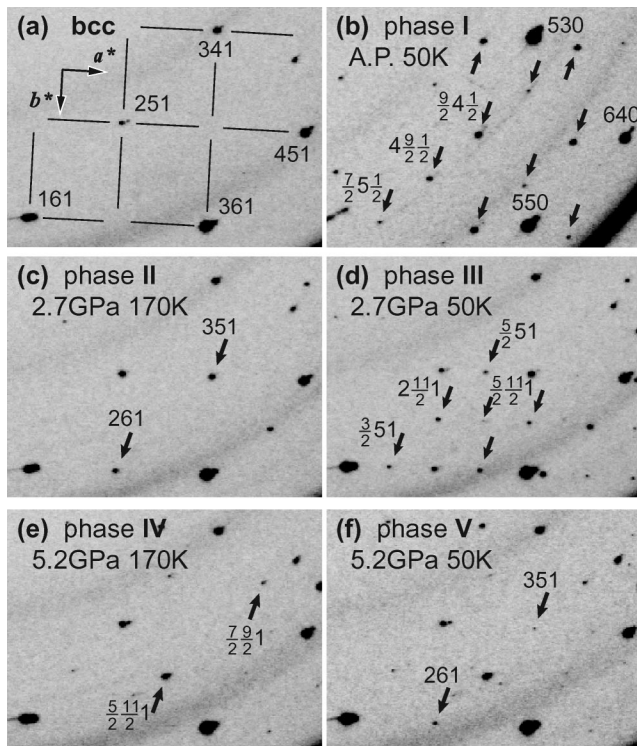 (a) bcc
a*
b*
341
251
451
161
361
(b) phase I
A.P. 50K
530
9/2 4 1/2
640
4 9/2 1/2
7/2 5 1/2
550
(c) phase II
2.7GPa 170K
351
261
(d) phase III
2.7GPa 50K
5/2 51
2 11/2 1
5/2 11/2 1
3/2 51
(e) phase IV
5.2GPa 170K
7/2 9/2 1
5/2 11/2 1
(f) phase V
5.2GPa 50K
351
261